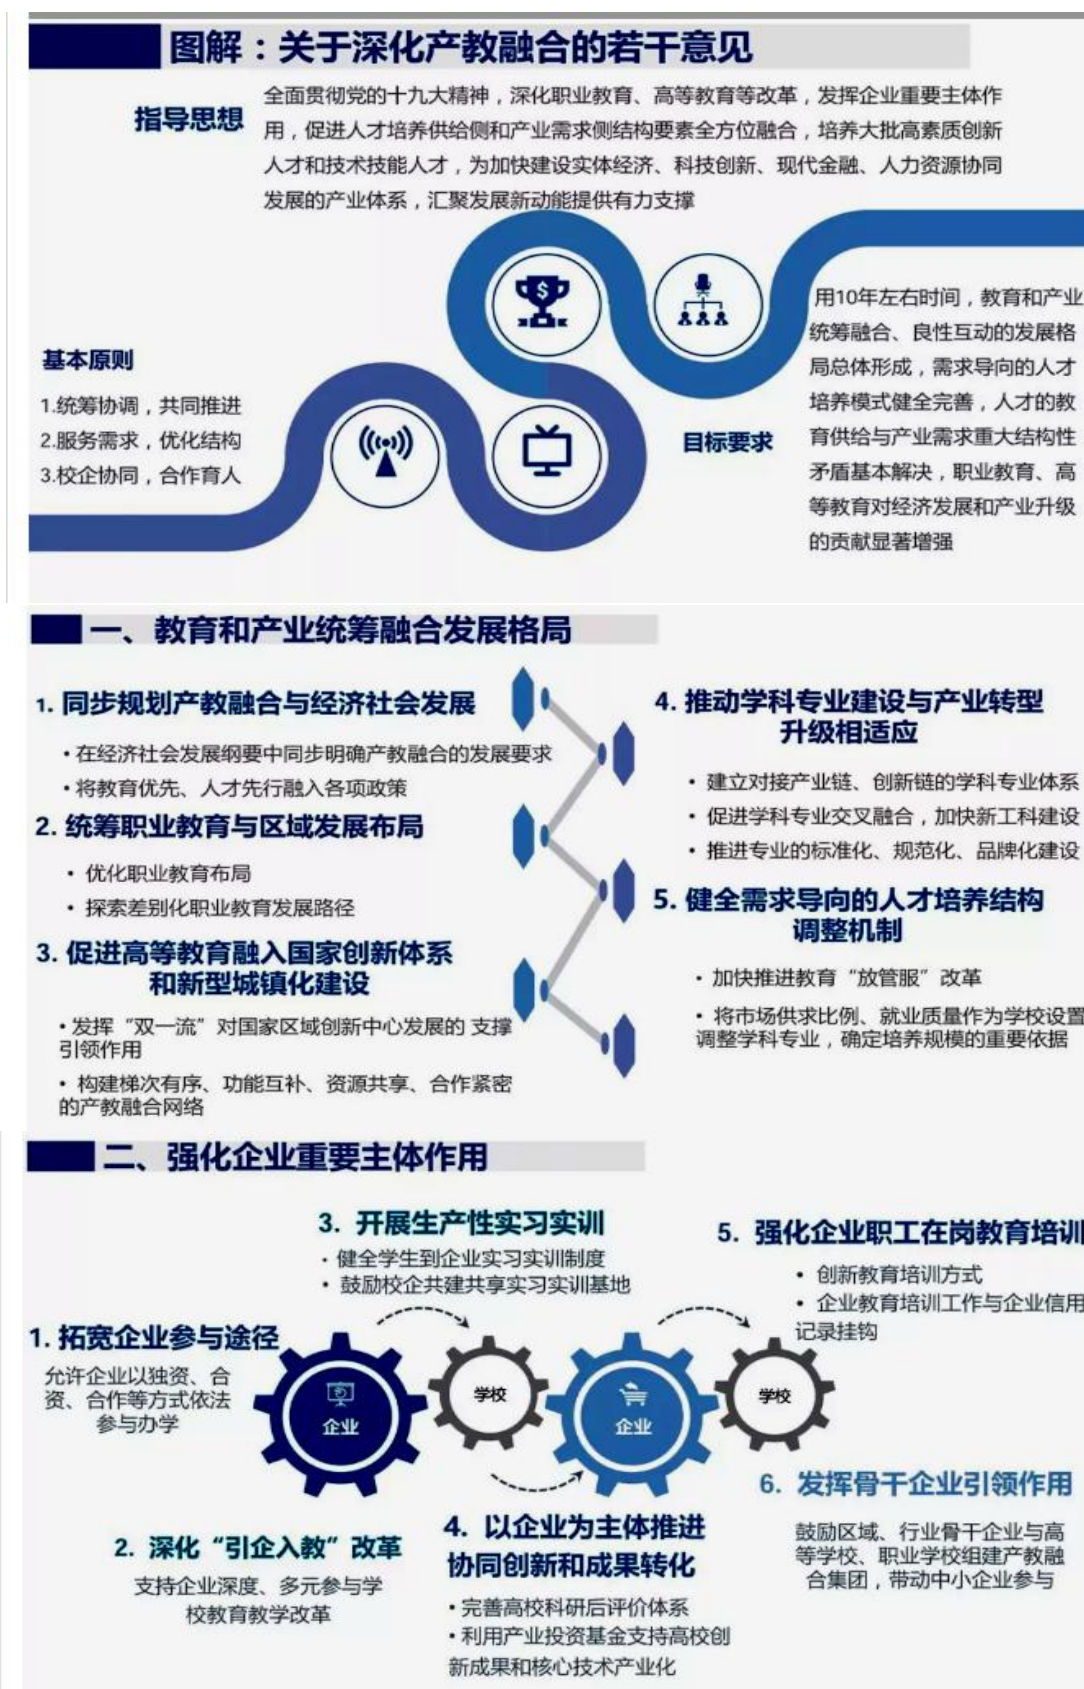 图解：关于深化产教融合的若干意见
指导思想
全面贯彻党的十九大精神，深化职业教育、高等教育等改革，发挥企业重要主体作
用，促进人才培养供给侧和产业需求侧结构要素全方位融合，培养大批高素质创新
人才和技术技能人才，为加快建设实体经济、科技创新、现代金融、人力资源协同
发展的产业体系，汇聚发展新动能提供有力支撑
基本原则
1.统筹协调，共同推进
2.服务需求，优化结构
3.校企协同，合作育人
目标要求
用10年左右时间，教育和产业
统筹融合、良性互动的发展格
局总体形成，需求导向的人才
培养模式健全完善，人才的教
育供给与产业需求重大结构性
矛盾基本解决，职业教育、高
等教育对经济发展和产业升级
的贡献显著增强
一、教育和产业统筹融合发展格局
1. 同步规划产教融合与经济社会发展
• 在经济社会发展纲要中同步明确产教融合的发展要求
• 将教育优先、人才先行融入各项政策
2. 统筹职业教育与区域发展布局
• 优化职业教育布局
• 探索差别化职业教育发展路径
3. 促进高等教育融入国家创新体系
和新型城镇化建设
• 发挥“双一流”对国家区域创新中心发展的 支撑
引领作用
• 构建梯次有序、功能互补、资源共享、合作紧密
的产教融合网络
4. 推动学科专业建设与产业转型
升级相适应
• 建立对接产业链、创新链的学科专业体系
• 促进学科专业交叉融合，加快新工科建设
• 推进专业的标准化、规范化、品牌化建设
5. 健全需求导向的人才培养结构
调整机制
• 加快推进教育“放管服”改革
• 将市场供求比例、就业质量作为学校设置
调整学科专业，确定培养规模的重要依据
二、强化企业重要主体作用
3. 开展生产性实习实训
• 健全学生到企业实习实训制度
• 鼓励校企共建共享实习实训基地
5. 强化企业职工在岗教育培训
• 创新教育培训方式
• 企业教育培训工作与企业信用
记录挂钩
1. 拓宽企业参与途径
允许企业以独资、合
资、合作等方式依法
参与办学
企业
学校
企业
学校
2. 深化“引企入教”改革
支持企业深度、多元参与学
校教育教学改革
4. 以企业为主体推进
协同创新和成果转化
• 完善高校科研后评价体系
• 利用产业投资基金支持高校创
新成果和核心技术产业化
6. 发挥骨干企业引领作用
鼓励区域、行业骨干企业与高
等学校、职业学校组建产教融
合集团，带动中小企业参与